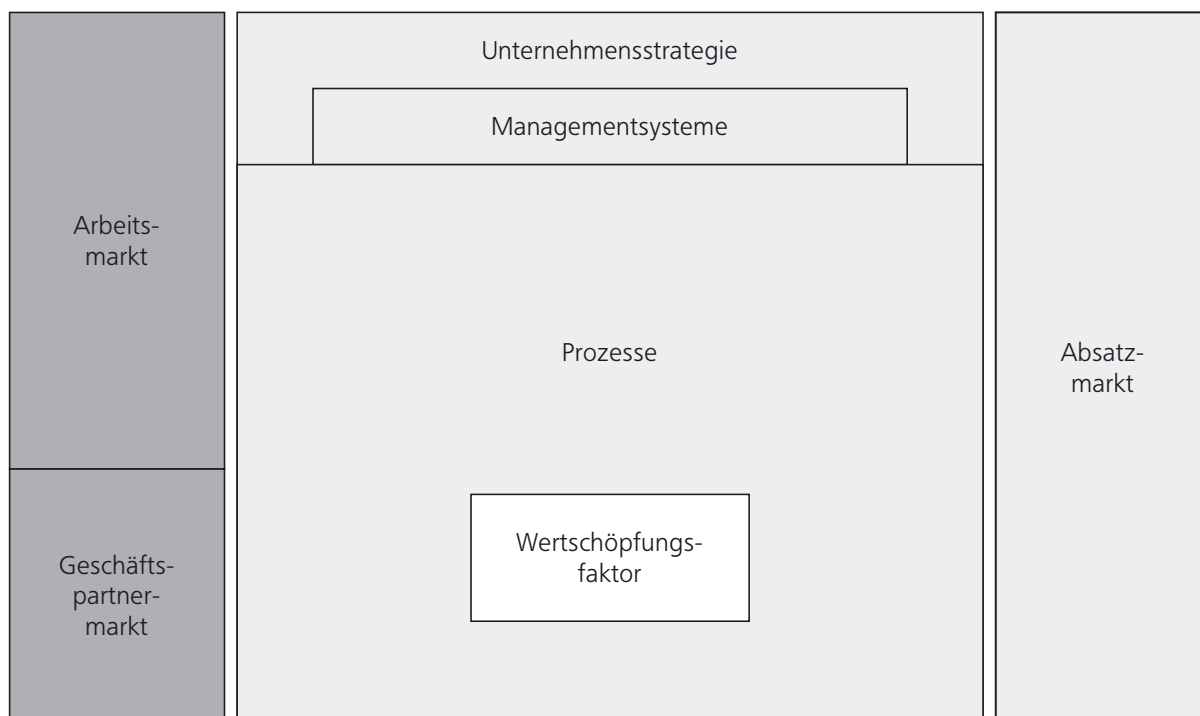 Unternehmensstrategie
Managementsysteme
Arbeits-
markt
Prozesse
Absatz-
markt
Wertschöpfungs-
faktor
Geschäfts-
partner-
markt